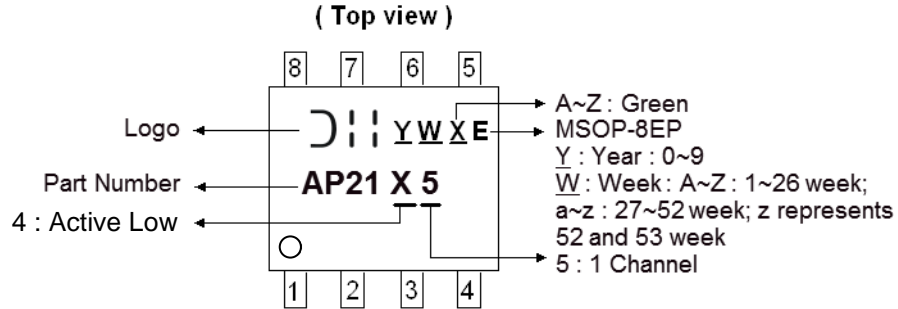 ( Top view )
8 7 6 5
Logo
Y W X E
A~Z : Green
MSOP-8EP
Y : Year : 0~9
W : Week : A~Z : 1~26 week;
a~z : 27~52 week; z represents
52 and 53 week
5 : 1 Channel
Part Number
AP21 X 5
4 : Active Low
1 2 3 4